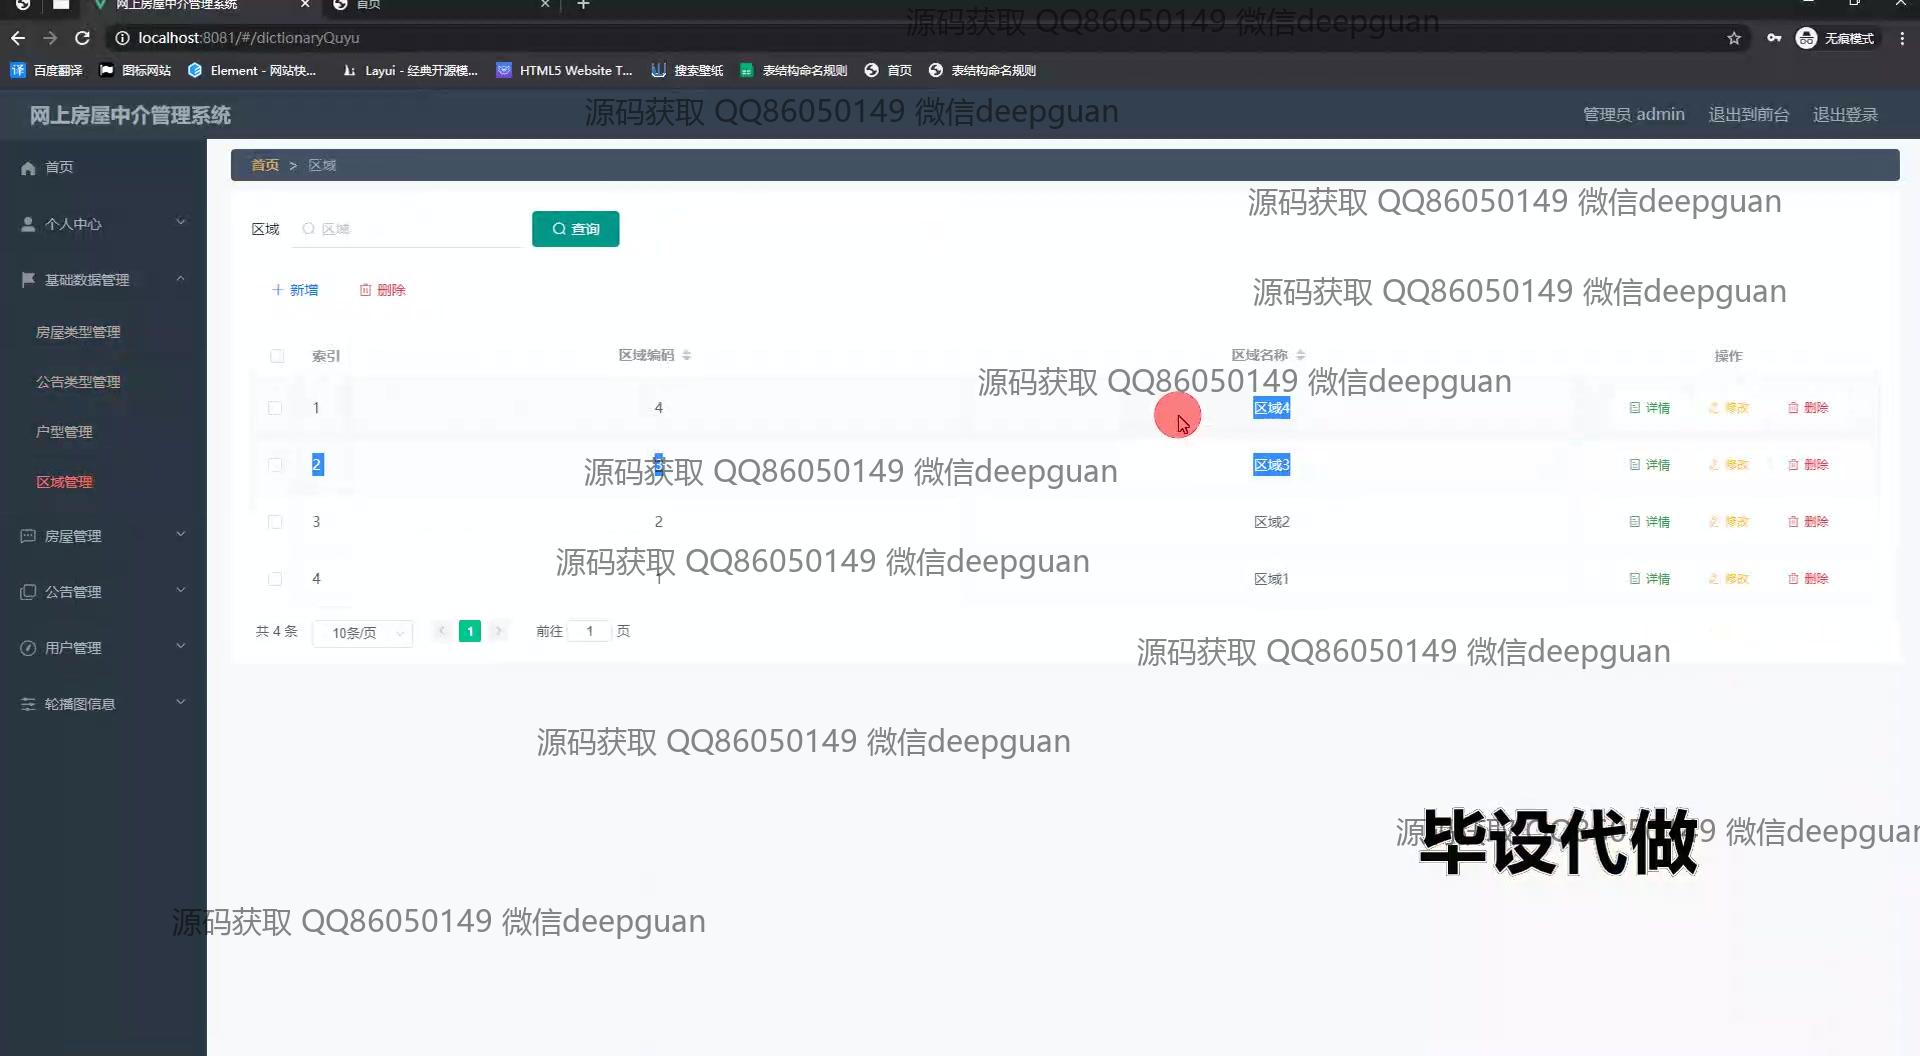 网上房屋中介管理系统
首页
localhost:8081/#/dictionaryQuyu
无痕模式
源码获取 QQ86050149 微信deepguan
百度翻译
图标网站
Element - 网站快...
Layui - 经典开源模...
HTML5 Website T...
搜索壁纸
表结构命名规则
首页
表结构命名规则
网上房屋中介管理系统
源码获取 QQ86050149 微信deepguan
管理员 admin
退出到前台
退出登录
首页
个人中心
基础数据管理
房屋类型管理
公告类型管理
户型管理
区域管理
房屋管理
公告管理
用户管理
轮播图信息
首页 > 区域
源码获取 QQ86050149 微信deepguan
区域 区域 查询
新增 删除
源码获取 QQ86050149 微信deepguan
索引 区域编码 区域名称 操作
源码获取 QQ86050149 微信deepguan
1 4 区域4 详情 修改 删除
2 3 区域3 详情 修改 删除
源码获取 QQ86050149 微信deepguan
3 2 区域2 详情 修改 删除
源码获取 QQ86050149 微信deepguan
4 1 区域1 详情 修改 删除
共 4 条 10条/页 1 前往 1 页
源码获取 QQ86050149 微信deepguan
源码获取 QQ86050149 微信deepguan
毕设代做
源码获取 QQ86050149 微信deepguan
源码获取 QQ86050149 微信deepguan